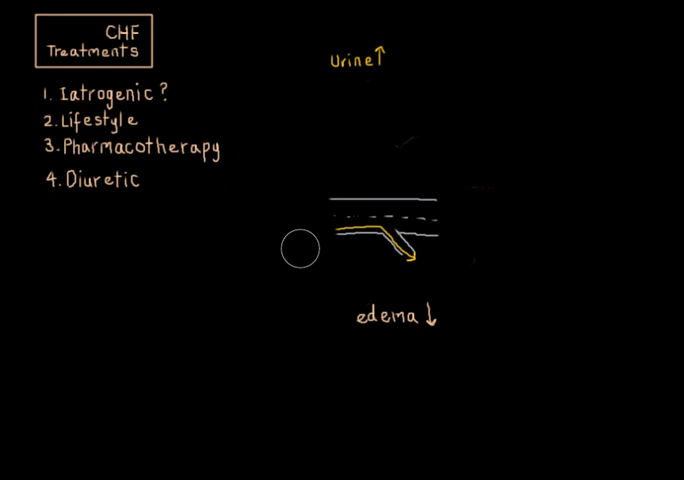 CHF
Treatments
1. Iatrogenic?
2. Lifestyle
3. Pharmacotherapy
4. Diuretic
Urine↑
edema↓